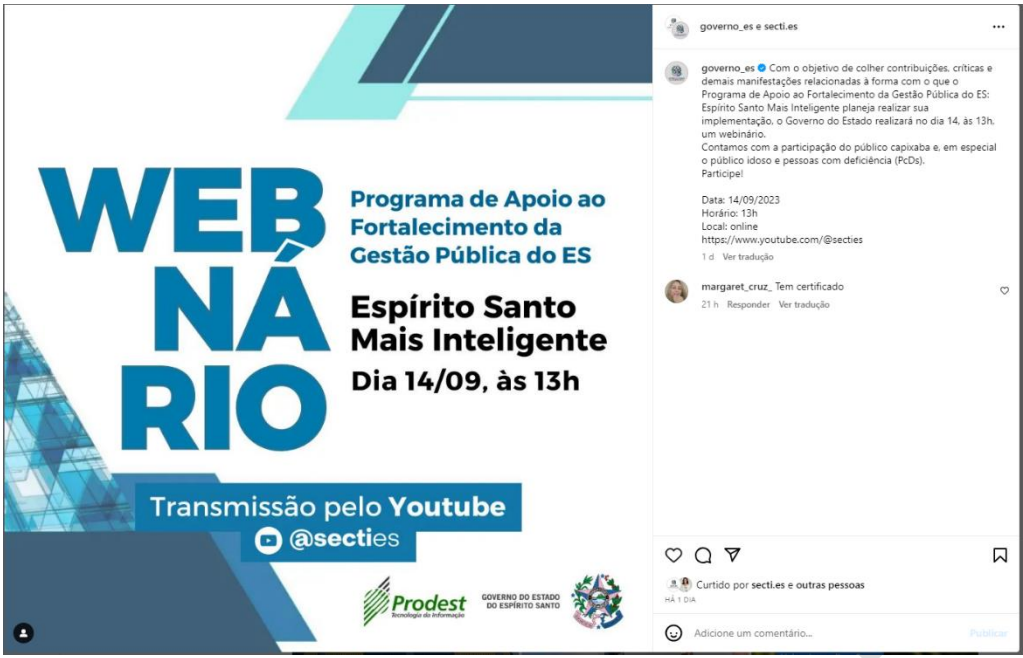 WEB
NÁ
RIO
Programa de Apoio ao
Fortalecimento da
Gestão Pública do ES
Espírito Santo
Mais Inteligente
Dia 14/09, às 13h
Transmissão pelo Youtube
@secties
Prodest
Tecnologia da Informação
GOVERNO DO ESTADO
DO ESPÍRITO SANTO
governo_es e secti.es
governo_es Com o objetivo de colher contribuições, críticas e
demais manifestações relacionadas à forma com o que o
Programa de Apoio ao Fortalecimento da Gestão Pública do ES:
Espírito Santo Mais Inteligente planeja realizar sua
implementação, o Governo do Estado realizará no dia 14, às 13h,
um webinário.
Contamos com a participação do público capixaba e, em especial
o público idoso e pessoas com deficiência (PcDs).
Participe!
Data: 14/09/2023
Horário: 13h
Local: online
https://www.youtube.com/@secties
1 d Ver tradução
margaret_cruz_ Tem certificado
21 h Responder Ver tradução
Curtido por secti.es e outras pessoas
HÁ 1 DIA
Adicione um comentário...
Publicar